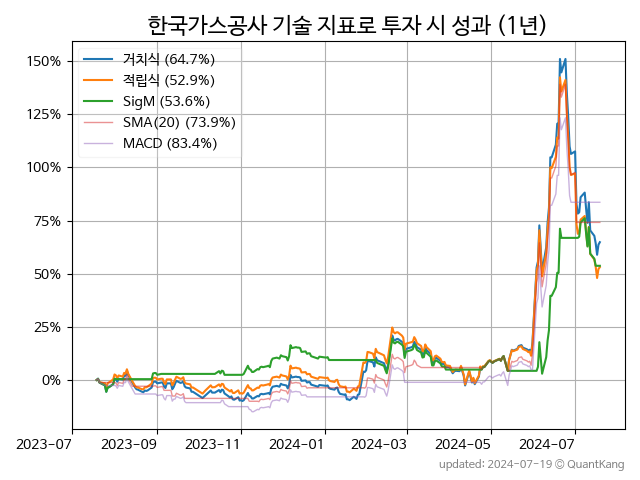 한국가스공사 기술 지표로 투자 시 성과 (1년)
거치식 (64.7%)
적립식 (52.9%)
SigM (53.6%)
SMA(20) (73.9%)
MACD (83.4%)
150%
125%
100%
75%
50%
25%
0%
2023-07 2023-09 2023-11 2024-01 2024-03 2024-05 2024-07
updated: 2024-07-19 @ QuantKang